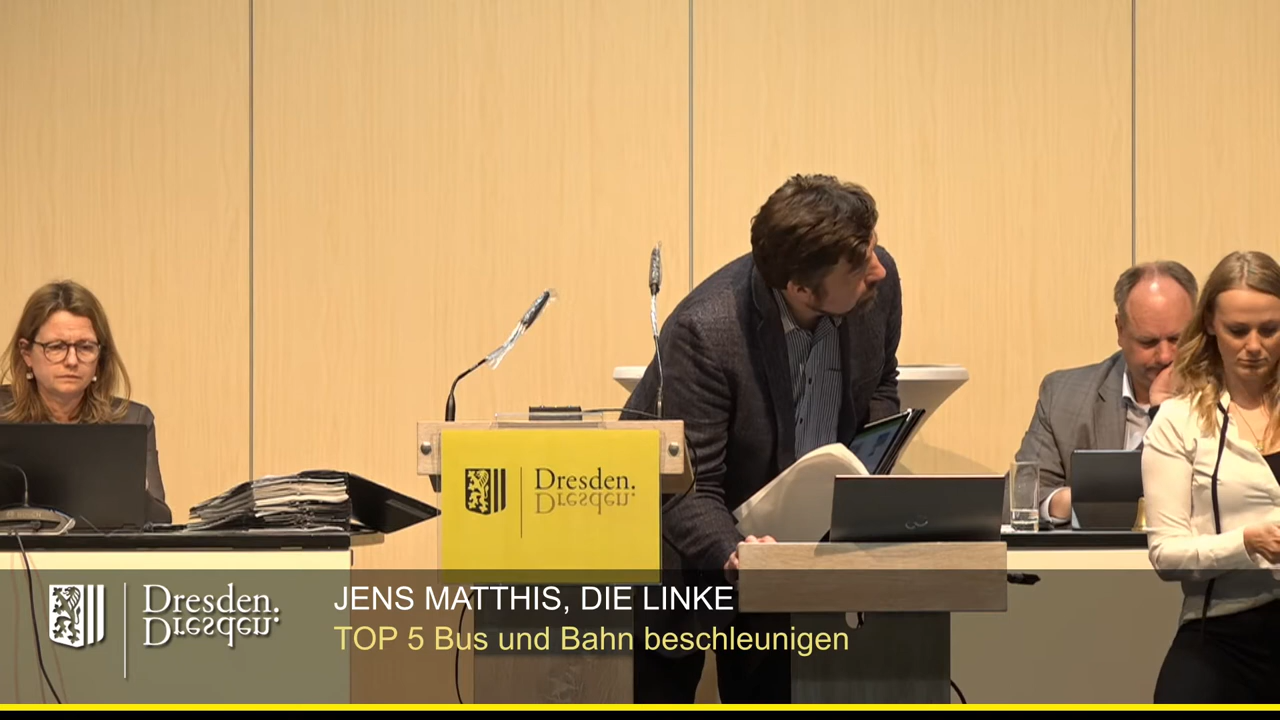 Dresden.
Dresden.
Dresden.
Dresden.
JENS MATTHIS, DIE LINKE
TOP 5 Bus und Bahn beschleunigen